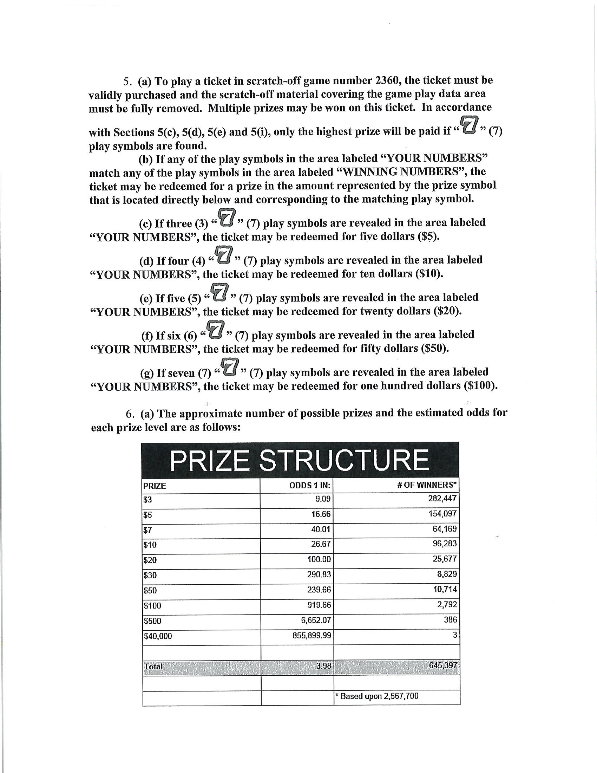 5. (a) To play a ticket in scratch-off game number 2360, the ticket must be
validly purchased and the scratch-off material covering the game play data area
must be fully removed. Multiple prizes may be won on this ticket. In accordance
with Sections 5(c), 5(d), 5(e) and 5(i), only the highest prize will be paid if “7” (7)
play symbols are found.
(b) If any of the play symbols in the area labeled “YOUR NUMBERS”
match any of the play symbols in the area labeled “WINNING NUMBERS”, the
ticket may be redeemed for a prize in the amount represented by the prize symbol
that is located directly below and corresponding to the matching play symbol.
(c) If three (3) “7” (7) play symbols are revealed in the area labeled
“YOUR NUMBERS”, the ticket may be redeemed for five dollars ($5).
(d) If four (4) “7” (7) play symbols are revealed in the area labeled
“YOUR NUMBERS”, the ticket may be redeemed for ten dollars ($10).
(e) If five (5) “7” (7) play symbols are revealed in the area labeled
“YOUR NUMBERS”, the ticket may be redeemed for twenty dollars ($20).
(f) If six (6) “7” (7) play symbols are revealed in the area labeled
“YOUR NUMBERS”, the ticket may be redeemed for fifty dollars ($50).
(g) If seven (7) “7” (7) play symbols are revealed in the area labeled
“YOUR NUMBERS”, the ticket may be redeemed for one hundred dollars ($100).
6. (a) The approximate number of possible prizes and the estimated odds for
each prize level are as follows:
PRIZE STRUCTURE
PRIZE ODDS 1 IN: # OF WINNERS*
$3 9.09 282,447
$5 16.66 154,097
$7 40.01 64,169
$10 26.67 96,283
$20 100.00 25,677
$30 290.83 8,829
$50 239.66 10,714
$100 919.66 2,792
$500 6,652.07 386
$40,000 855,899.99 3
Total 3.98 645,397
* Based upon 2,567,700